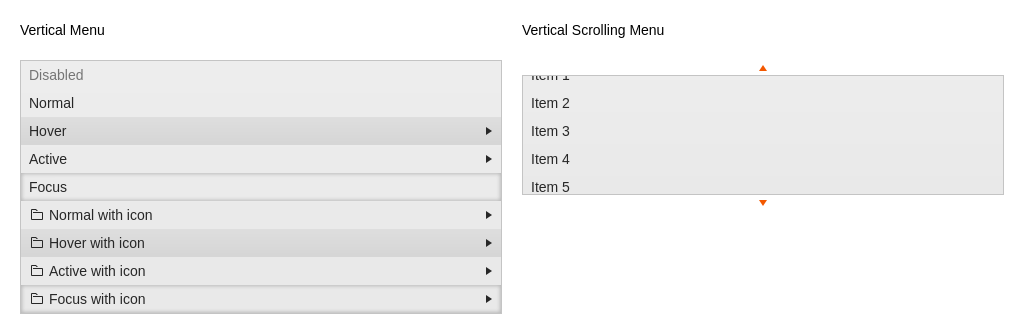 Vertical Menu
Disabled
Normal
Hover
Active
Focus
Normal with icon
Hover with icon
Active with icon
Focus with icon
Vertical Scrolling Menu
Item 1
Item 2
Item 3
Item 4
Item 5